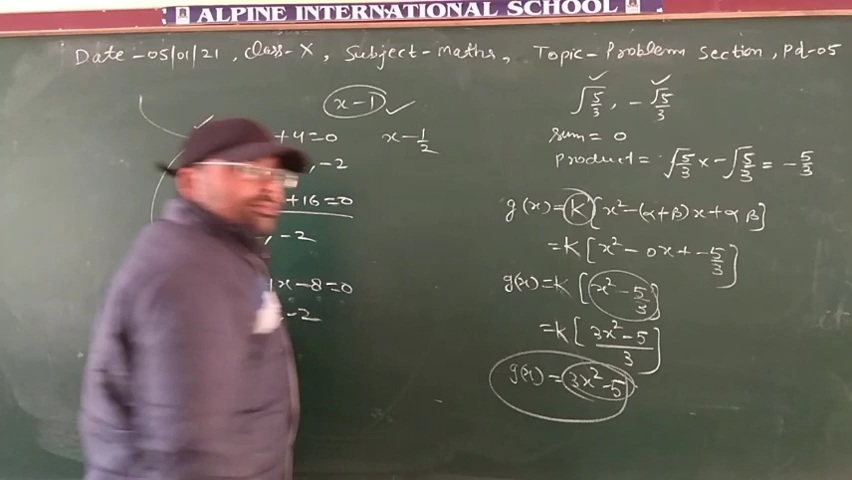 ALPINE INTERNATIONAL SCHOOL
Date - 05/01/21, Class - X, Subject - Maths, Topic - Problem Section, Pd-05
x-1 ✓
+4=0 x-1/2
, -2
+16=0
, -2
x-8=0
-2
√5/3, -√5/3
Sum = 0
Product = √5/3 x -√5/3 = -5/3
g(x)=K[x²-(α+β)x+αβ]
=K[x²-0x+-5/3]
g(x)=K[x²-5/3]
=K[3x²-5/3]
g(x)=3x²-5